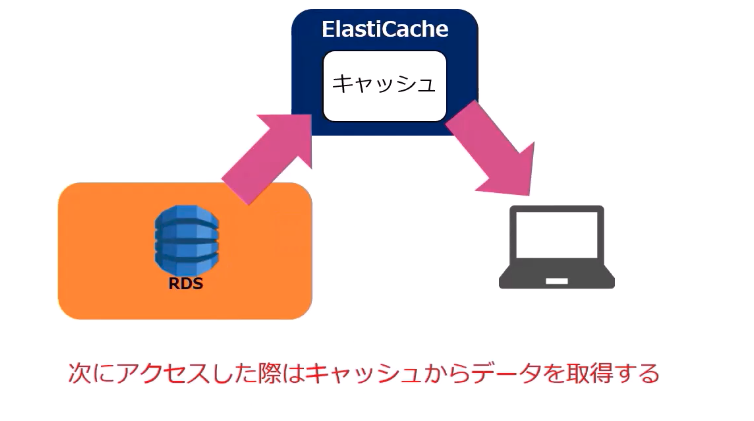 ElastiCache
キャッシュ
RDS
次にアクセスした際はキャッシュからデータを取得する